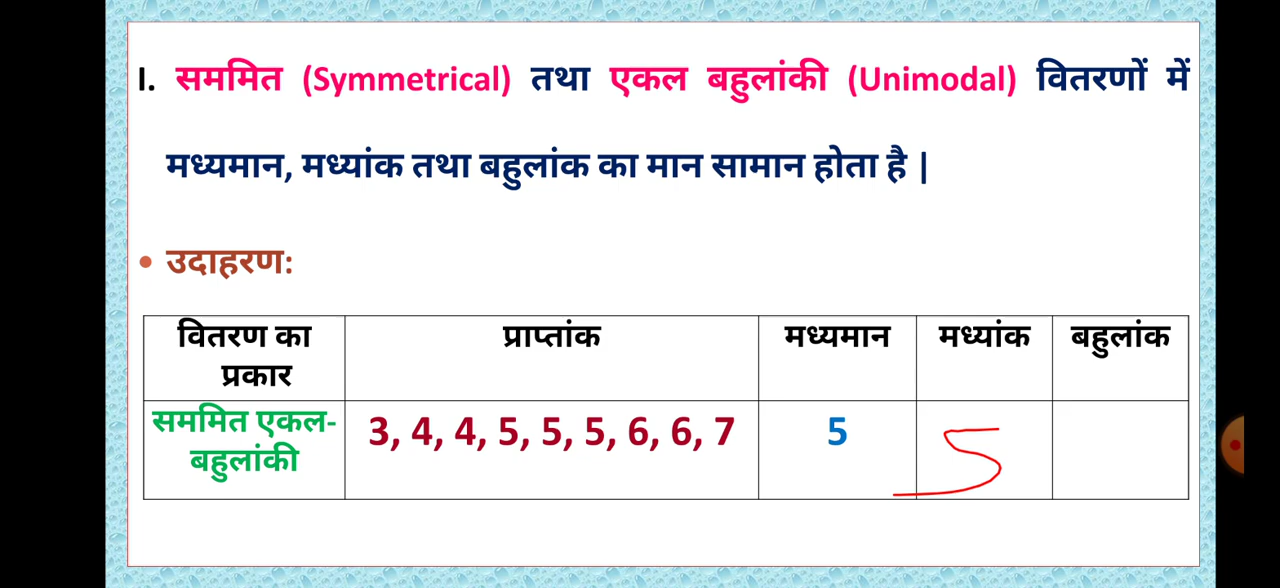 I. सममित (Symmetrical) तथा एकल बहुलांकी (Unimodal) वितरणों में
मध्यमान, मध्यांक तथा बहुलांक का मान सामान होता है |
• उदाहरण:
वितरण का प्रकार प्राप्तांक मध्यमान मध्यांक बहुलांक
सममित एकल-बहुलांकी 3, 4, 4, 5, 5, 5, 6, 6, 7 5 5